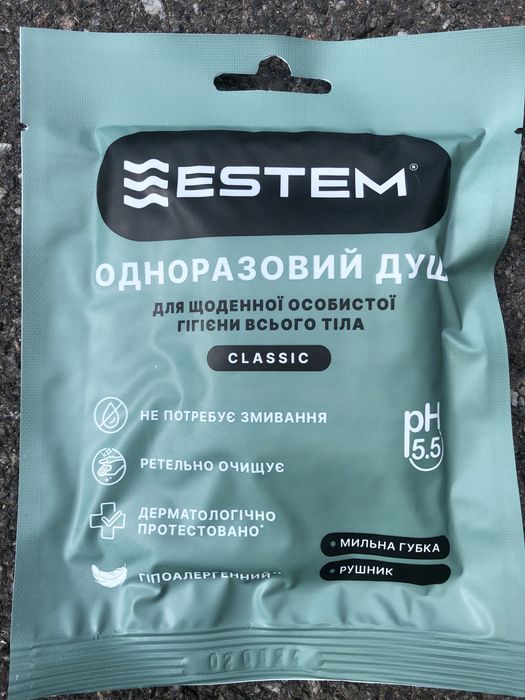 ESTEM®
ОДНОРАЗОВИЙ ДУШ
ДЛЯ ЩОДЕННОЇ ОСОБИСТОЇ
ГІГІЄНИ ВСЬОГО ТІЛА
CLASSIC
НЕ ПОТРЕБУЄ ЗМИВАННЯ
pH
5.5
РЕТЕЛЬНО ОЧИЩУЄ
ДЕРМАТОЛОГІЧНО
ПРОТЕСТОВАНО*
ГІПОАЛЕРГЕННИЙ**
• МИЛЬНА ГУБКА
• РУШНИК